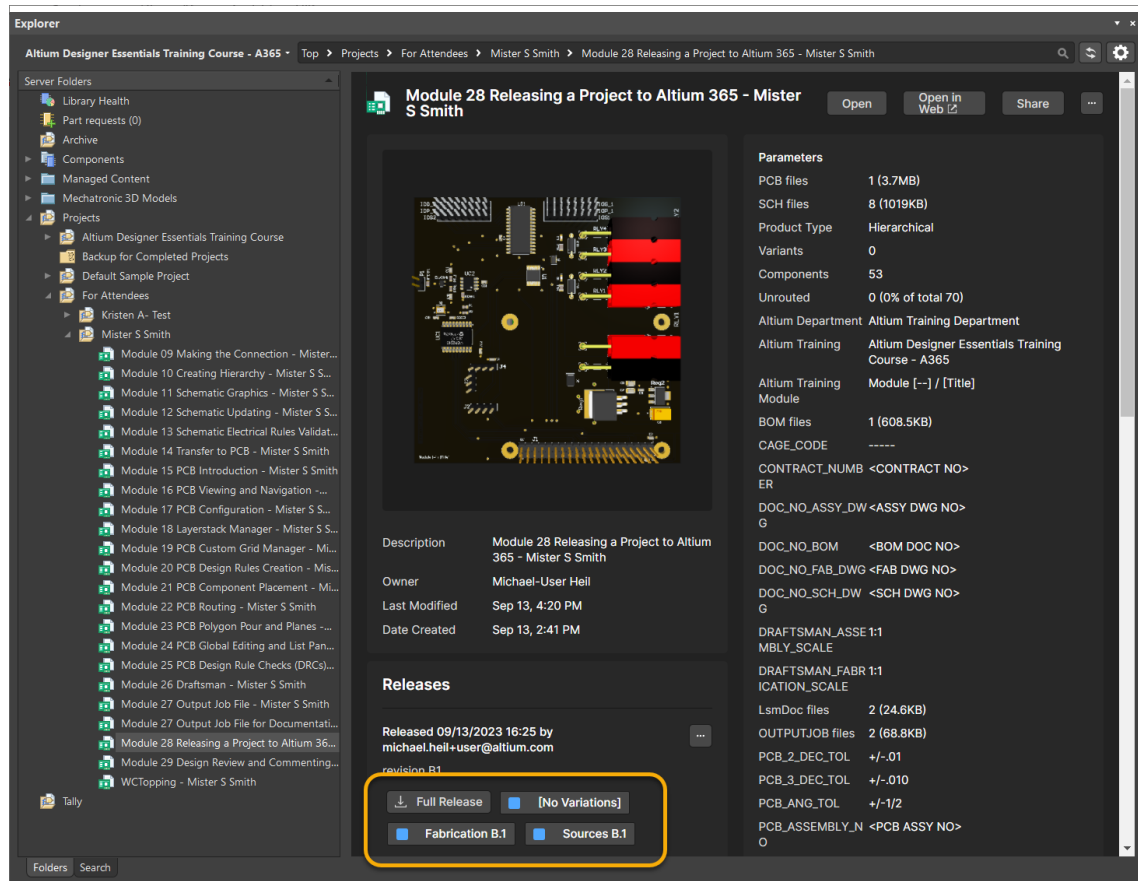 Explorer
Altium Designer Essentials Training Course - A365
Top > Projects > For Attendees > Mister S Smith > Module 28 Releasing a Project to Altium 365 - Mister S Smith
Server Folders
Library Health
Part requests (0)
Archive
Components
Managed Content
Mechatronic 3D Models
Projects
Altium Designer Essentials Training Course
Backup for Completed Projects
Default Sample Project
For Attendees
Kristen A- Test
Mister S Smith
Module 09 Making the Connection - Mister...
Module 10 Creating Hierarchy - Mister S S...
Module 11 Schematic Graphics - Mister S S...
Module 12 Schematic Updating - Mister S S...
Module 13 Schematic Electrical Rules Validat...
Module 14 Transfer to PCB - Mister S Smith
Module 15 PCB Introduction - Mister S Smith
Module 16 PCB Viewing and Navigation -...
Module 17 PCB Configuration - Mister S S...
Module 18 Layerstack Manager - Mister S S...
Module 19 PCB Custom Grid Manager - Mi...
Module 20 PCB Design Rules Creation - Mis...
Module 21 PCB Component Placement - Mi...
Module 22 PCB Routing - Mister S Smith
Module 23 PCB Polygon Pour and Planes -...
Module 24 PCB Global Editing and List Pan...
Module 25 PCB Design Rule Checks (DRCs)...
Module 26 Draftsman - Mister S Smith
Module 27 Output Job File - Mister S Smith
Module 27 Output Job File for Documentati...
Module 28 Releasing a Project to Altium 36...
Module 29 Design Review and Commenting...
WCTopping - Mister S Smith
Tally
Folders Search
Module 28 Releasing a Project to Altium 365 - Mister
S Smith
Open
Open in
Web
Share
...
RLY4
RLY3
RLY2
RLY1
UC2
J4
J1
Y2
Description Module 28 Releasing a Project to Altium
365 - Mister S Smith
Owner Michael-User Heil
Last Modified Sep 13, 4:20 PM
Date Created Sep 13, 2:41 PM
Releases
Released 09/13/2023 16:25 by
michael.heil+user@altium.com
...
revision B1
Full Release
[No Variations]
Fabrication B.1
Sources B.1
Parameters
PCB files 1 (3.7MB)
SCH files 8 (1019KB)
Product Type Hierarchical
Variants 0
Components 53
Unrouted 0 (0% of total 70)
Altium Department Altium Training Department
Altium Training Altium Designer Essentials Training
Course - A365
Altium Training Module [--] / [Title]
Module
BOM files 1 (608.5KB)
CAGE_CODE -----
CONTRACT_NUMB <CONTRACT NO>
ER
DOC_NO_ASSY_DW <ASSY DWG NO>
G
DOC_NO_BOM <BOM DOC NO>
DOC_NO_FAB_DWG <FAB DWG NO>
DOC_NO_SCH_DW <SCH DWG NO>
G
DRAFTSMAN_ASSE 1:1
MBLY_SCALE
DRAFTSMAN_FABR 1:1
ICATION_SCALE
LsmDoc files 2 (24.6KB)
OUTPUTJOB files 2 (68.8KB)
PCB_2_DEC_TOL +/-.01
PCB_3_DEC_TOL +/-.010
PCB_ANG_TOL +/-1/2
PCB_ASSEMBLY_N <PCB ASSY NO>
O